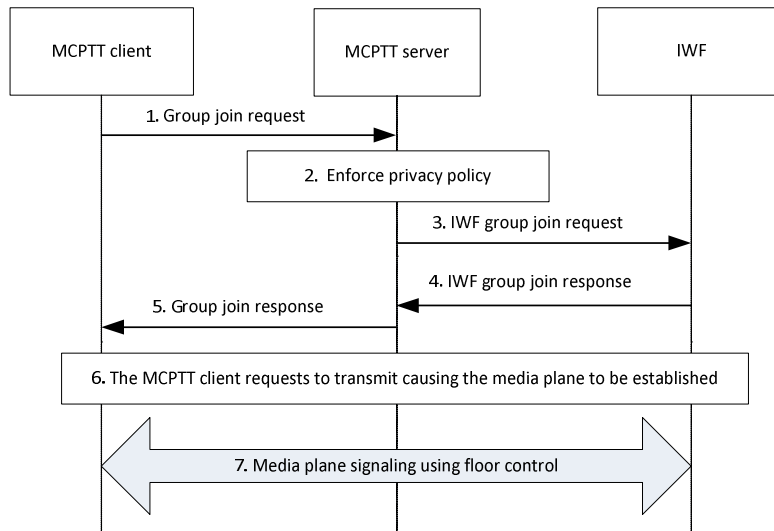 MCPTT client
MCPTT server
IWF
1. Group join request
2. Enforce privacy policy
3. IWF group join request
4. IWF group join response
5. Group join response
6. The MCPTT client requests to transmit causing the media plane to be established
7. Media plane signaling using floor control